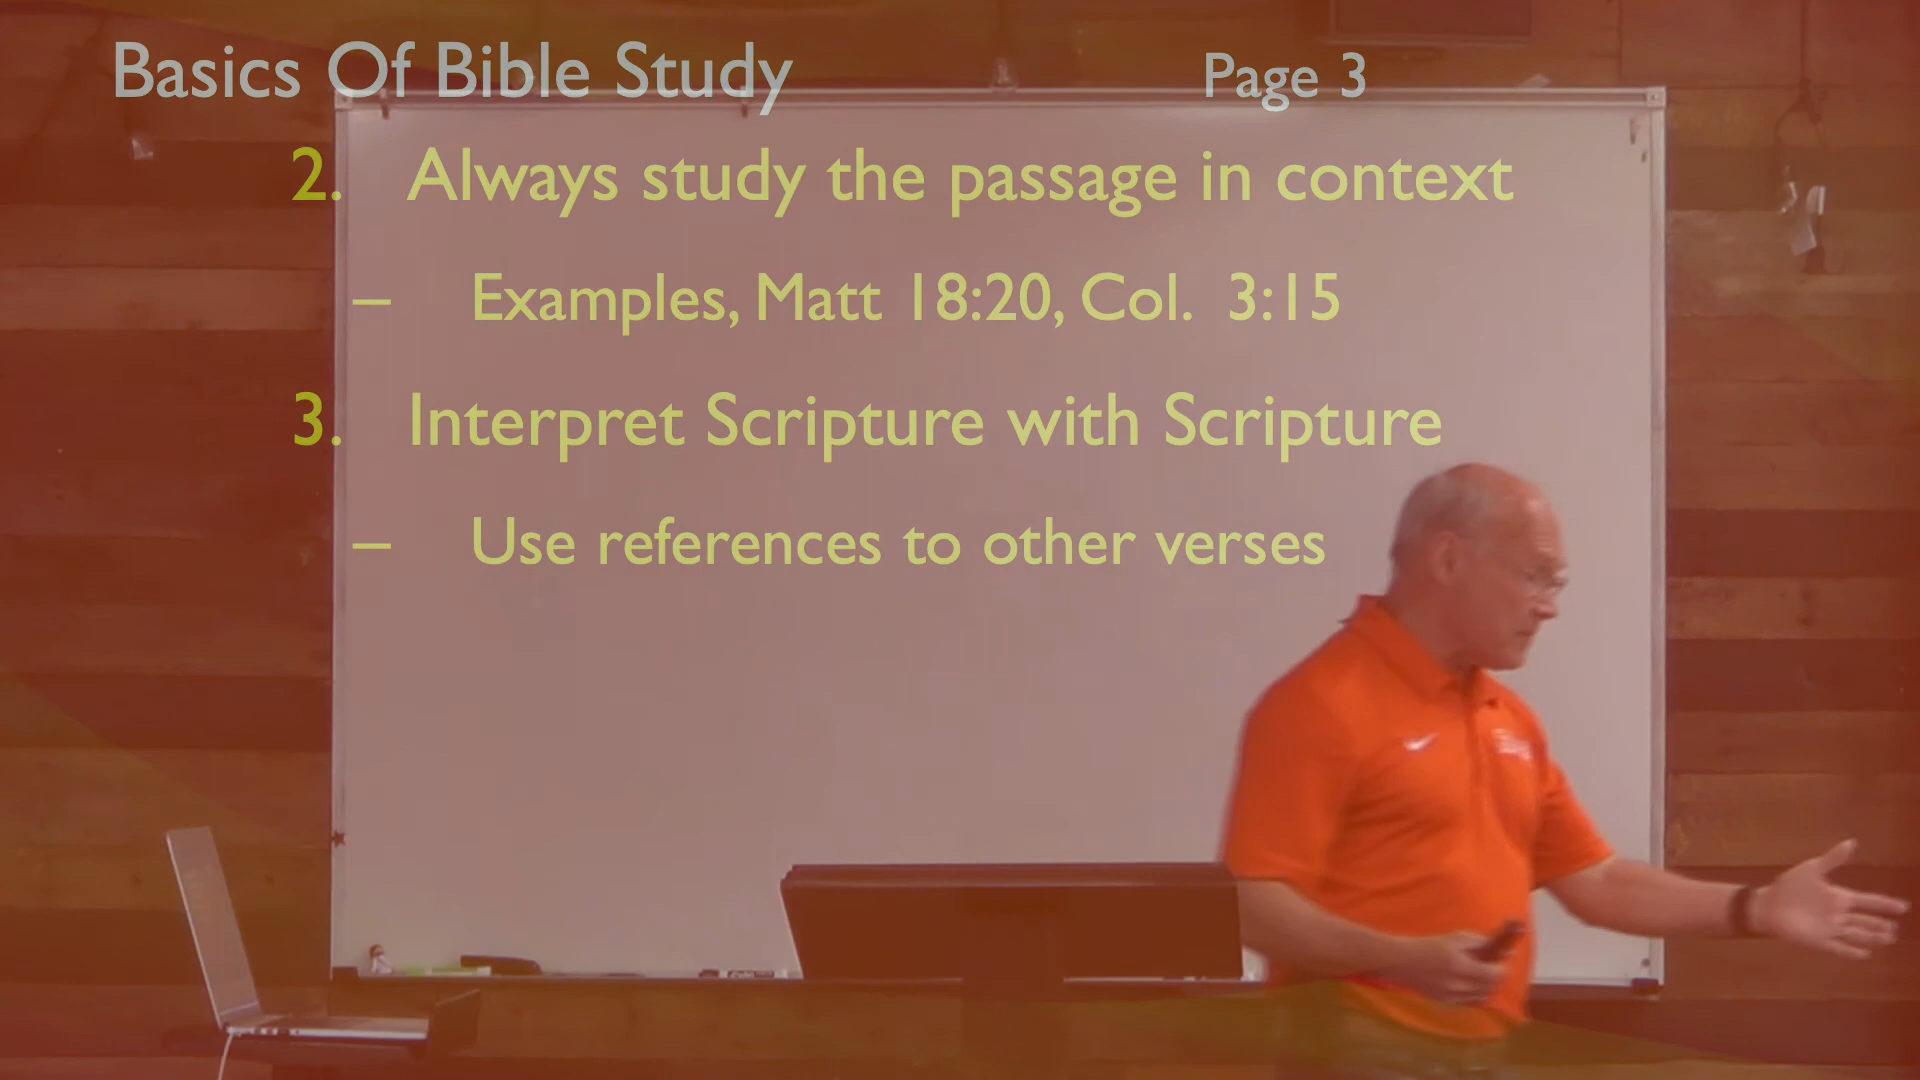 Basics Of Bible Study Page 3
2. Always study the passage in context
– Examples, Matt 18:20, Col. 3:15
3. Interpret Scripture with Scripture
– Use references to other verses